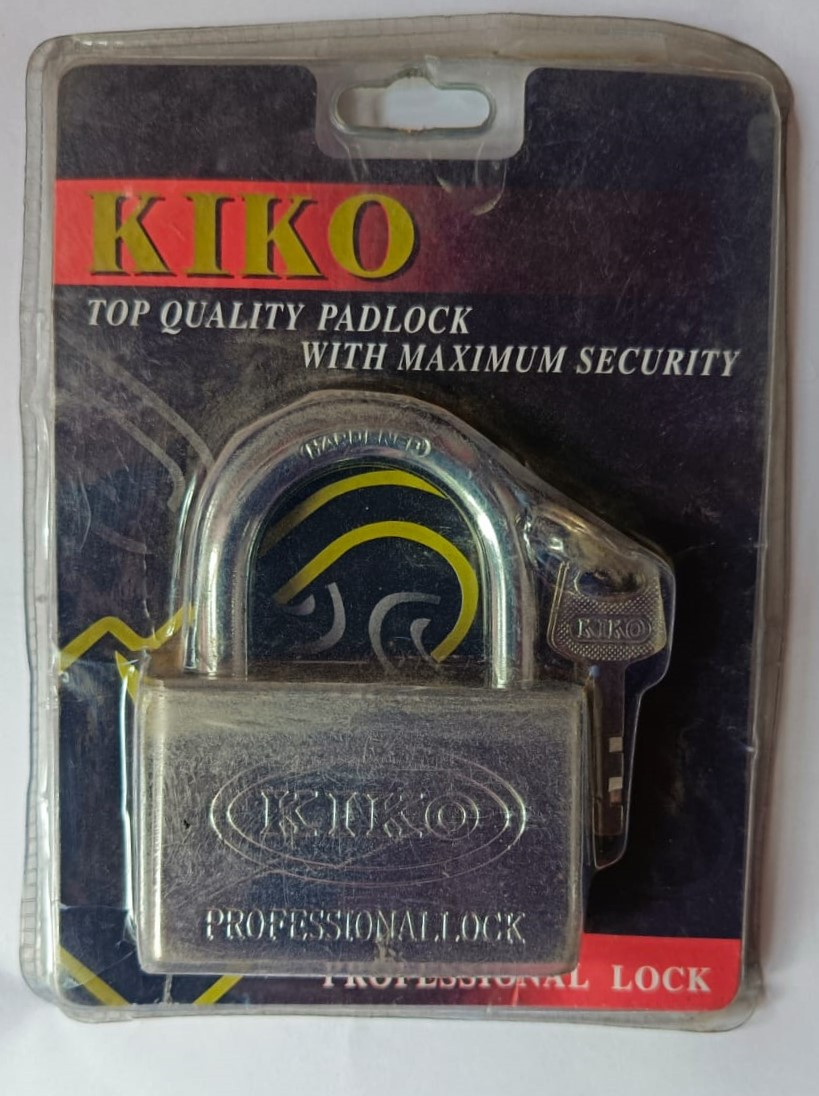 KIKO
TOP QUALITY PADLOCK
WITH MAXIMUM SECURITY
HARDENED
KIKO
KIKO
PROFESSIONAL LOCK
PROFESSIONAL LOCK